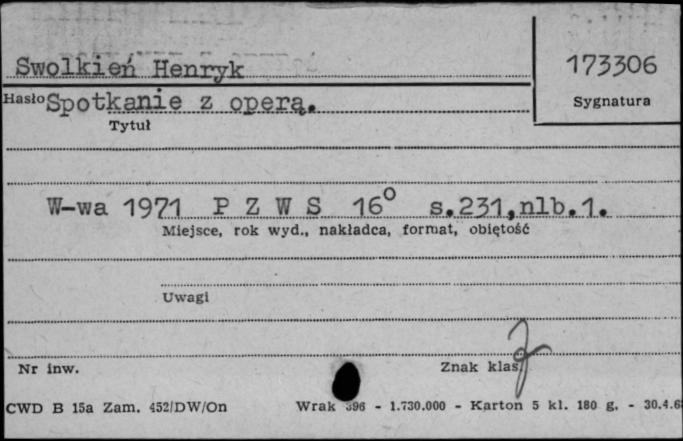 Swolkień Henryk
173306
Hasło Spotkanie z operą.
Sygnatura
Tytuł
W-wa 1971 P Z W S 16° s.231,nlb.1.
Miejsce, rok wyd., nakładca, format, objętość
Uwagi
Nr inw.
Znak klas.
CWD B 15a Zam. 452/DW/On Wrak 396 - 1.730.000 - Karton 5 kl. 180 g. - 30.4.6